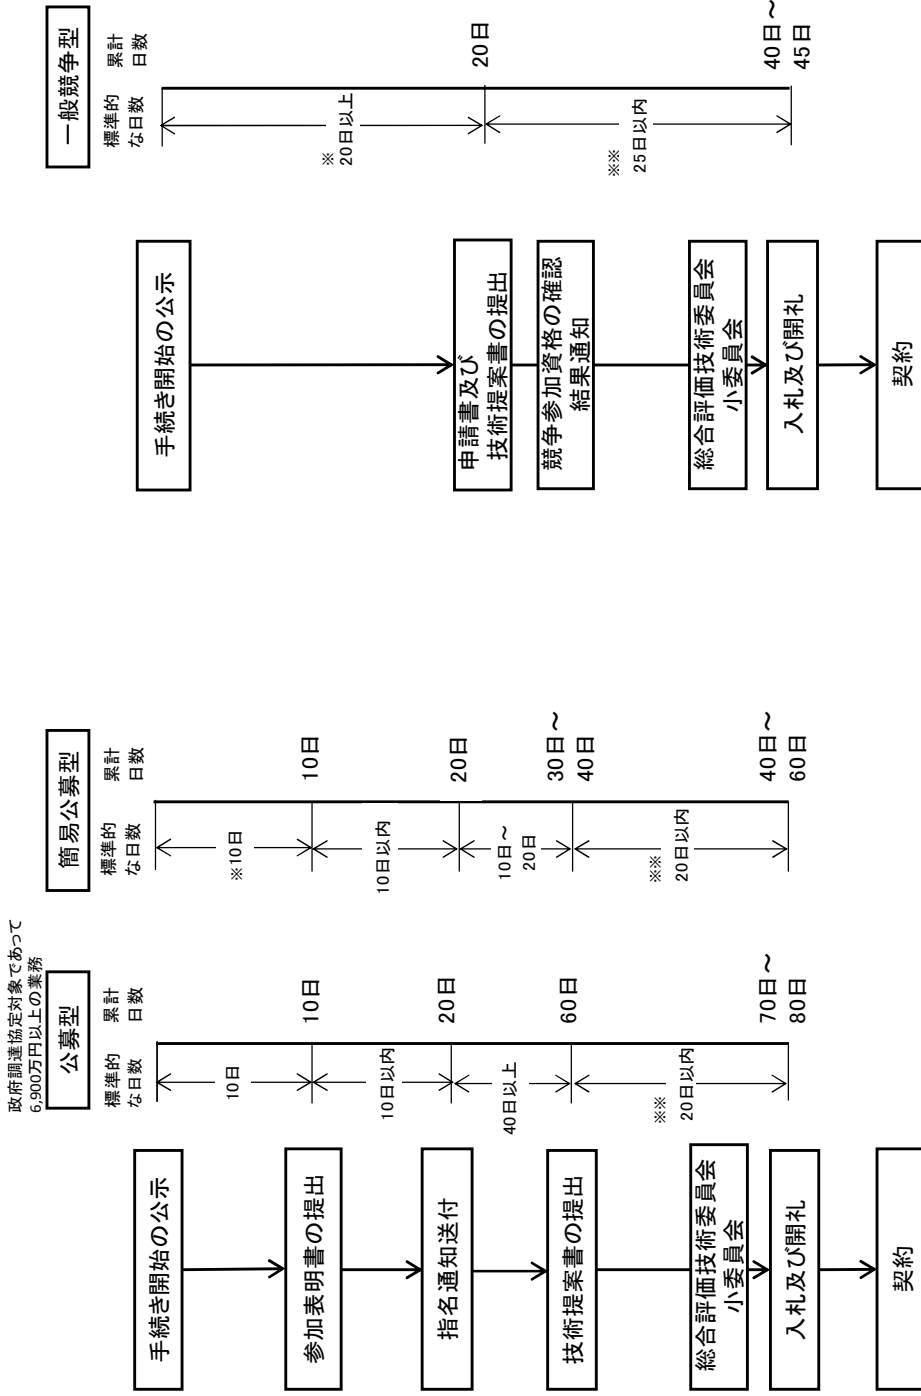 政府調達協定対象であって
6,900万円以上の業務
公募型
標準的
な日数
累計
日数
簡易公募型
標準的
な日数
累計
日数
一般競争型
標準的
な日数
累計
日数
手続き開始の公示
参加表明書の提出
指名通知送付
技術提案書の提出
総合評価技術委員会
小委員会
入札及び開札
契約
10日
10日
10日以内
20日
40日以上
60日
※※
20日以内
70日～
80日
※10日
10日
10日以内
20日
10日～
20日
30日～
40日
※※
20日以内
40日～
60日
手続き開始の公示
申請書及び
技術提案書の提出
競争参加資格の確認
結果通知
総合評価技術委員会
小委員会
入札及び開札
契約
※
20日以上
20日
※※
25日以内
40日～
45日